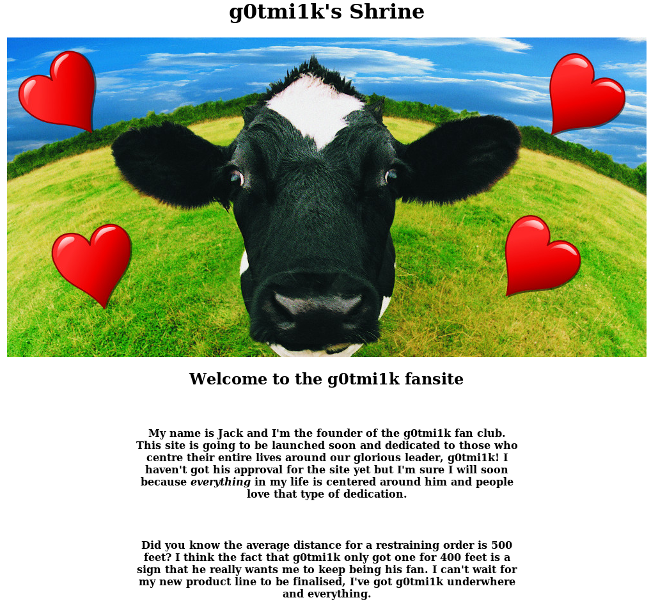 g0tmi1k's Shrine
Welcome to the g0tmi1k fansite
My name is Jack and I'm the founder of the g0tmi1k fan club.
This site is going to be launched soon and dedicated to those who
centre their entire lives around our glorious leader, g0tmi1k! I
haven't got his approval for the site yet but I'm sure I will soon
because everything in my life is centered around him and people
love that type of dedication.
Did you know the average distance for a restraining order is 500
feet? I think the fact that g0tmi1k only got one for 400 feet is a
sign that he really wants me to keep being his fan. I can't wait for
my new product line to be finalised, I've got g0tmi1k underwhere
and everything.